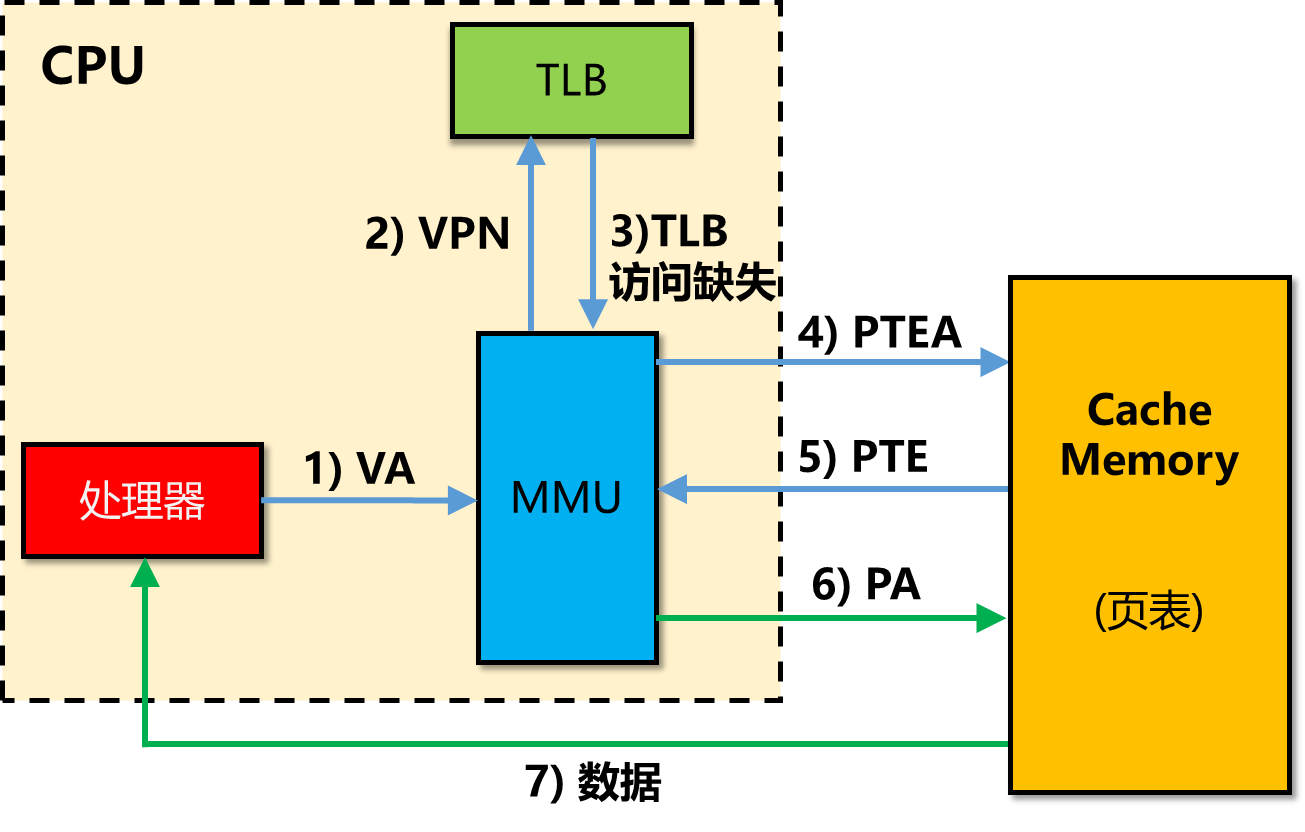 CPU
TLB
2) VPN
3)TLB
访问缺失
4) PTEA
Cache
Memory
1) VA
5) PTE
处理器
MMU
6) PA
(页表)
7) 数据